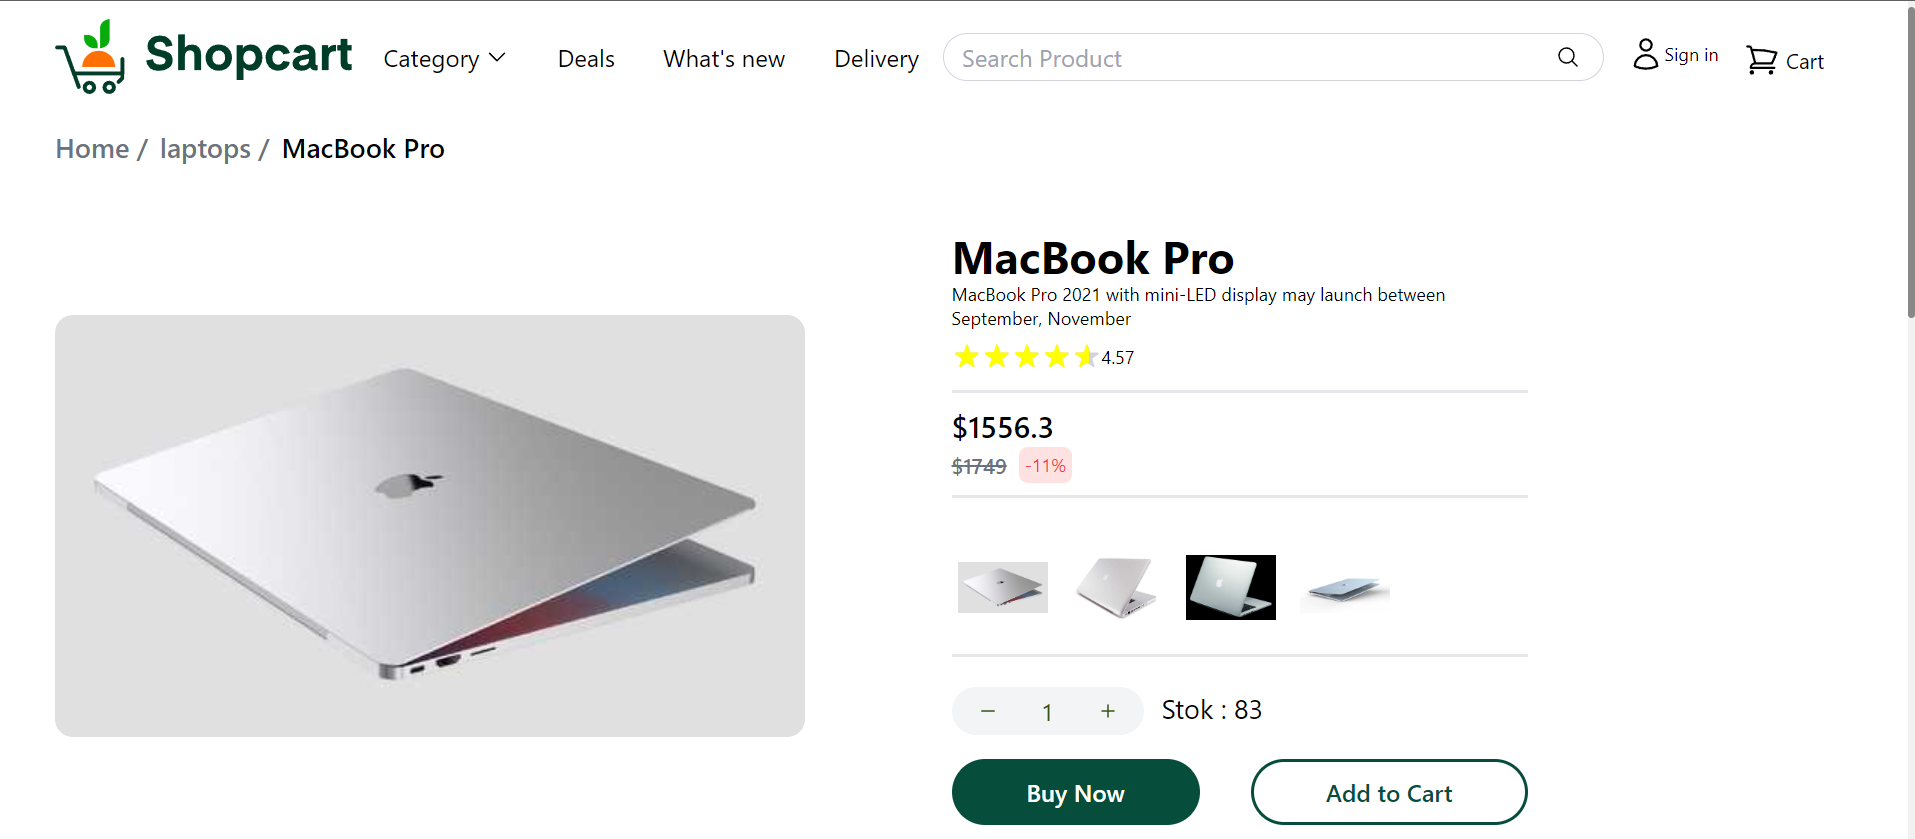 Shopcart
Category
Deals
What's new
Delivery
Search Product
Sign in
Cart
Home / laptops / MacBook Pro
MacBook Pro
MacBook Pro 2021 with mini-LED display may launch between
September, November
4.57
$1556.3
$1749 -11%
− 1 + Stok : 83
Buy Now
Add to Cart